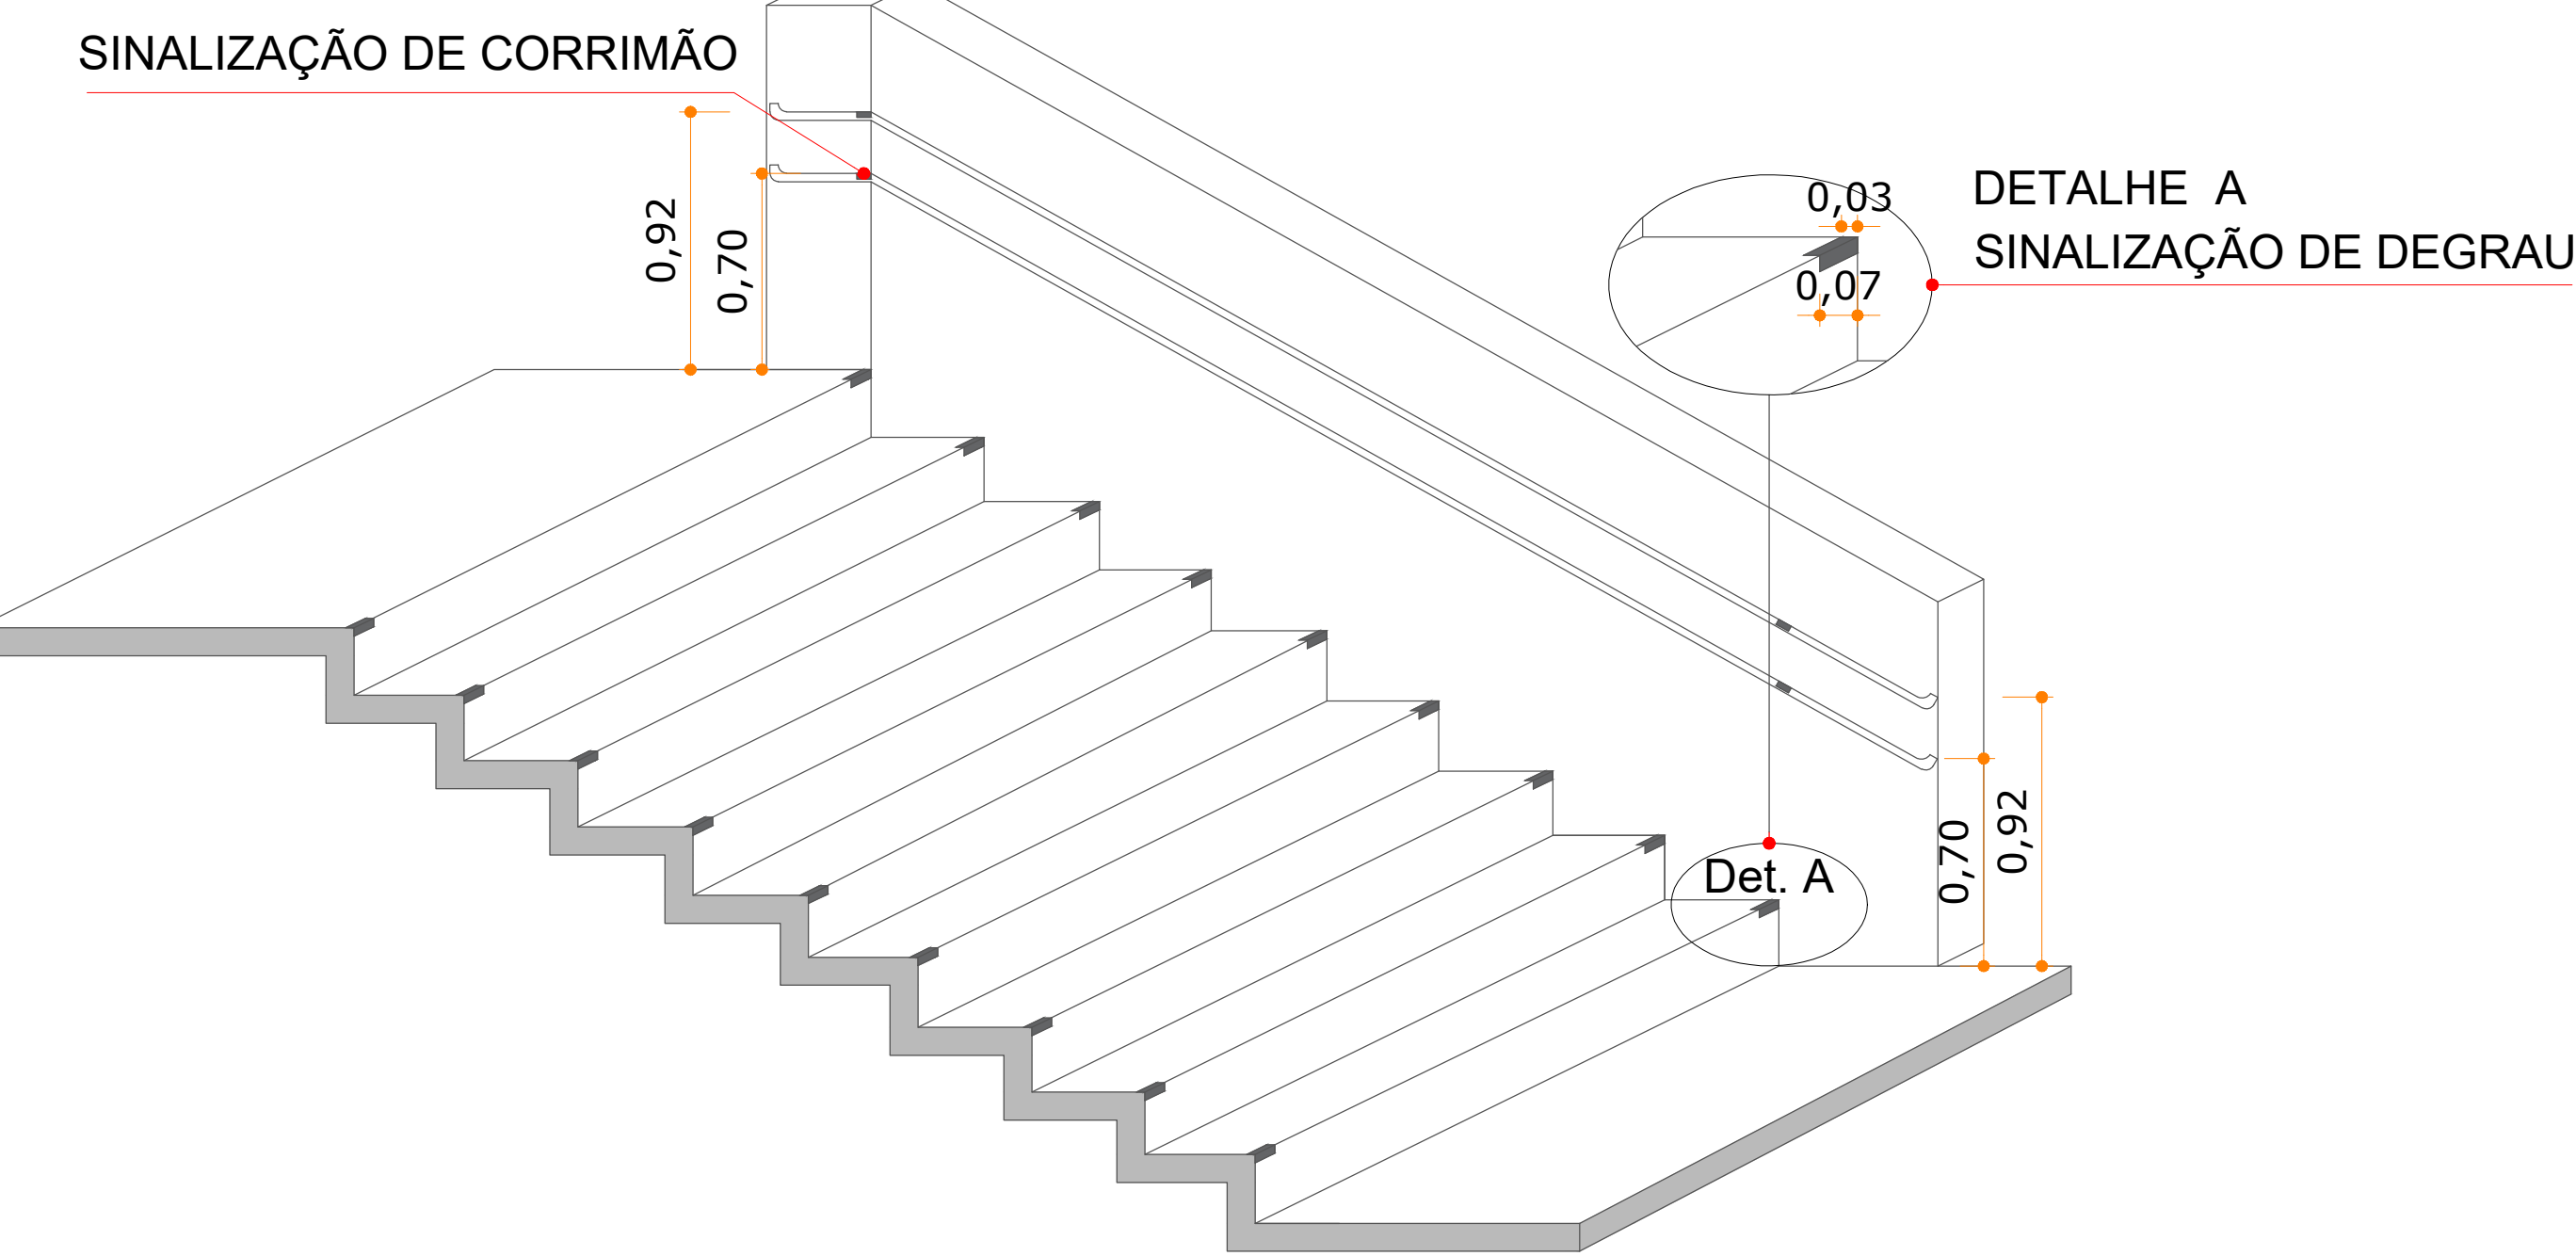 SINALIZAÇÃO DE CORRIMÃO
0,92
0,70
0,03
0,07
DETALHE A
SINALIZAÇÃO DE DEGRAU
Det. A
0,70
0,92